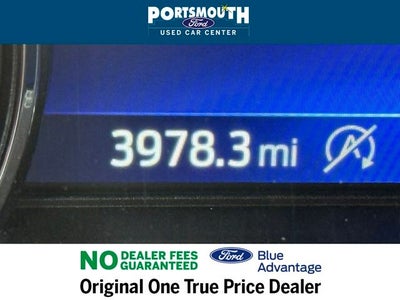 PORTSMOUTH
Ford
USED CAR CENTER
3978.3 mi A
NO DEALER FEES GUARANTEED Ford Blue Advantage
Original One True Price Dealer